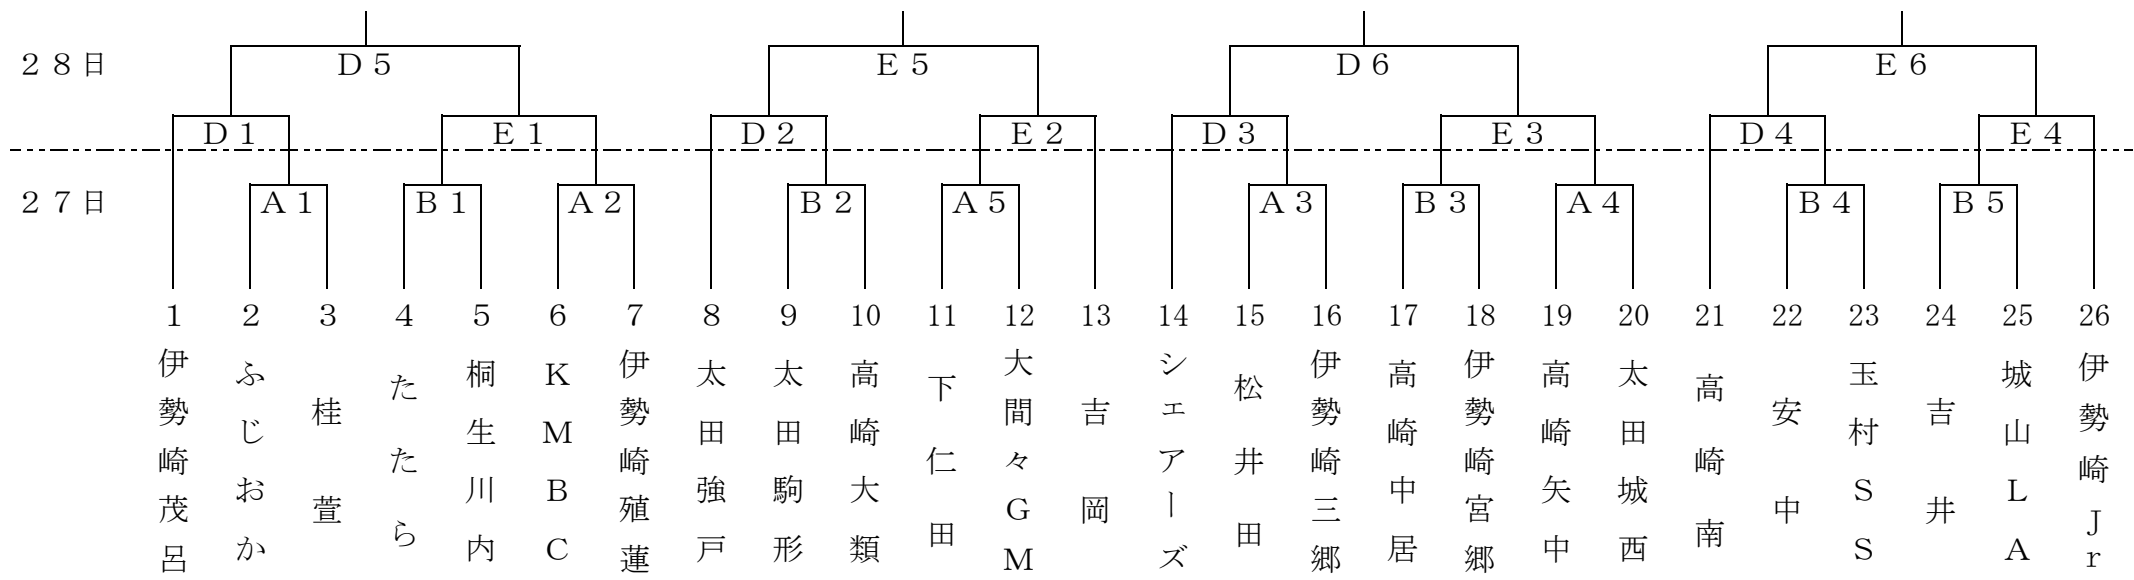 ２８日 Ｄ５ Ｅ５ Ｄ６ Ｅ６
Ｄ１ Ｅ１ Ｄ２ Ｅ２ Ｄ３ Ｅ３ Ｄ４ Ｅ４
２７日 Ａ１ Ｂ１ Ａ２ Ｂ２ Ａ５ Ａ３ Ｂ３ Ａ４ Ｂ４ Ｂ５
1 伊勢崎茂呂
2 ふじおか
3 桂萱
4 たたら
5 桐生川内
6 ＫＭＢＣ
7 伊勢崎殖蓮
8 太田強戸
9 太田駒形
10 高崎大類
11 下仁田
12 大間々ＧＭ
13 吉岡
14 シェアーズ
15 松井田
16 伊勢崎三郷
17 高崎中居
18 伊勢崎宮郷
19 高崎矢中
20 太田城西
21 高崎南
22 安中
23 玉村ＳＳ
24 吉井
25 城山ＬＡ
26 伊勢崎Ｊｒ